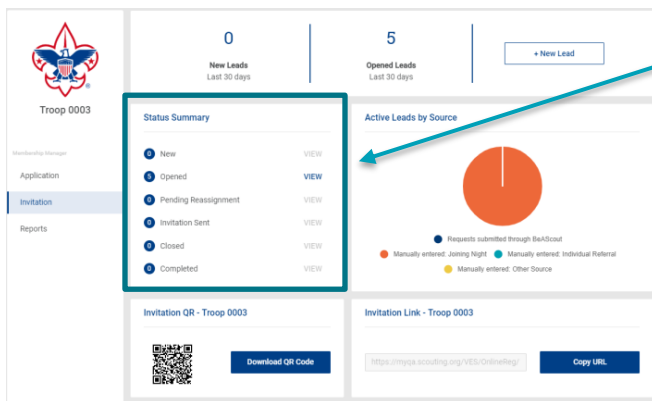 Troop 0003
Membership Manager
Application
Invitation
Reports
0
New Leads
Last 30 days
5
Opened Leads
Last 30 days
+ New Lead
Status Summary
0 New VIEW
5 Opened VIEW
0 Pending Reassignment VIEW
0 Invitation Sent VIEW
0 Closed VIEW
0 Completed VIEW
Active Leads by Source
Requests submitted through BeAScout
Manually entered: Joining Night Manually entered: Individual Referral
Manually entered: Other Source
Invitation QR - Troop 0003
Download QR Code
Invitation Link - Troop 0003
https://myqa.scouting.org/VES/OnlineReg/
Copy URL